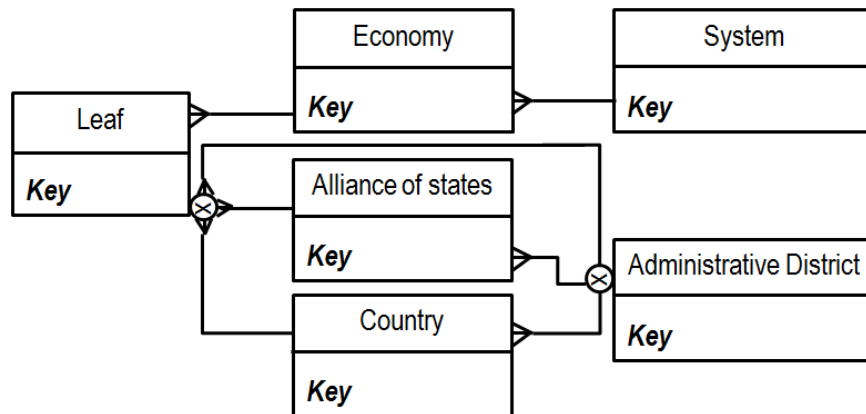 Economy
Key
System
Key
Leaf
Key
X
Alliance of states
Key
X
Administrative District
Key
Country
Key